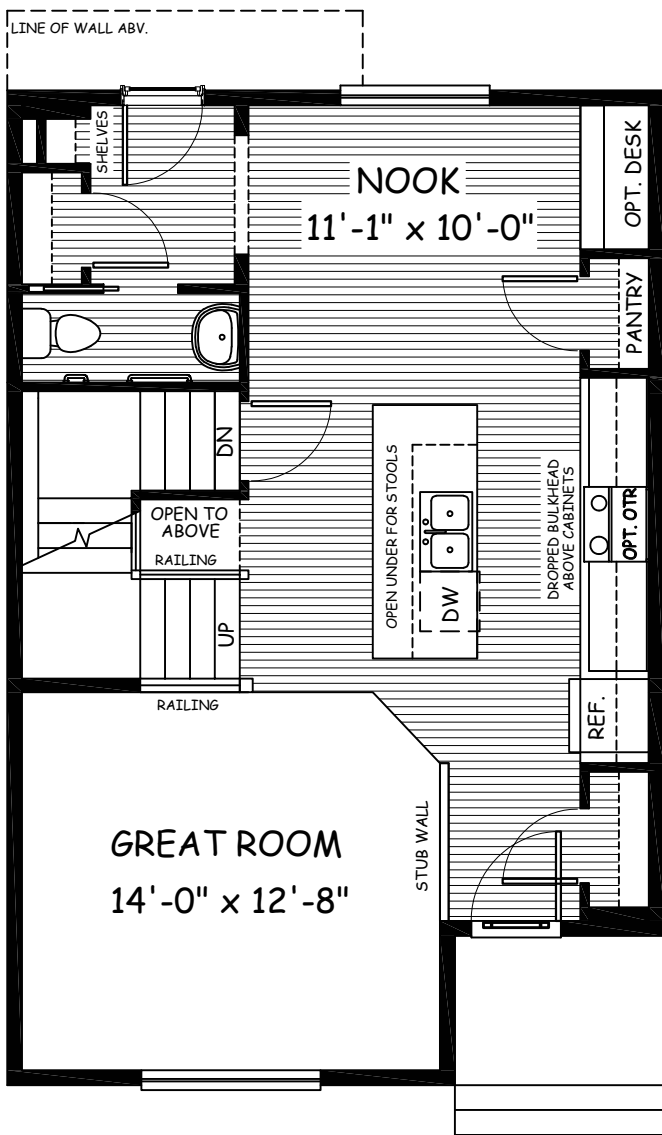 LINE OF WALL ABV.
SHELVES
NOOK
11'-1" x 10'-0"
OPT. DESK
PANTRY
DN
OPEN TO
ABOVE
RAILING
UP
RAILING
OPEN UNDER FOR STOOLS
DW
DROPPED BULKHEAD
ABOVE CABINETS
OPT. OTR
REF.
GREAT ROOM
14'-0" x 12'-8"
STUB WALL